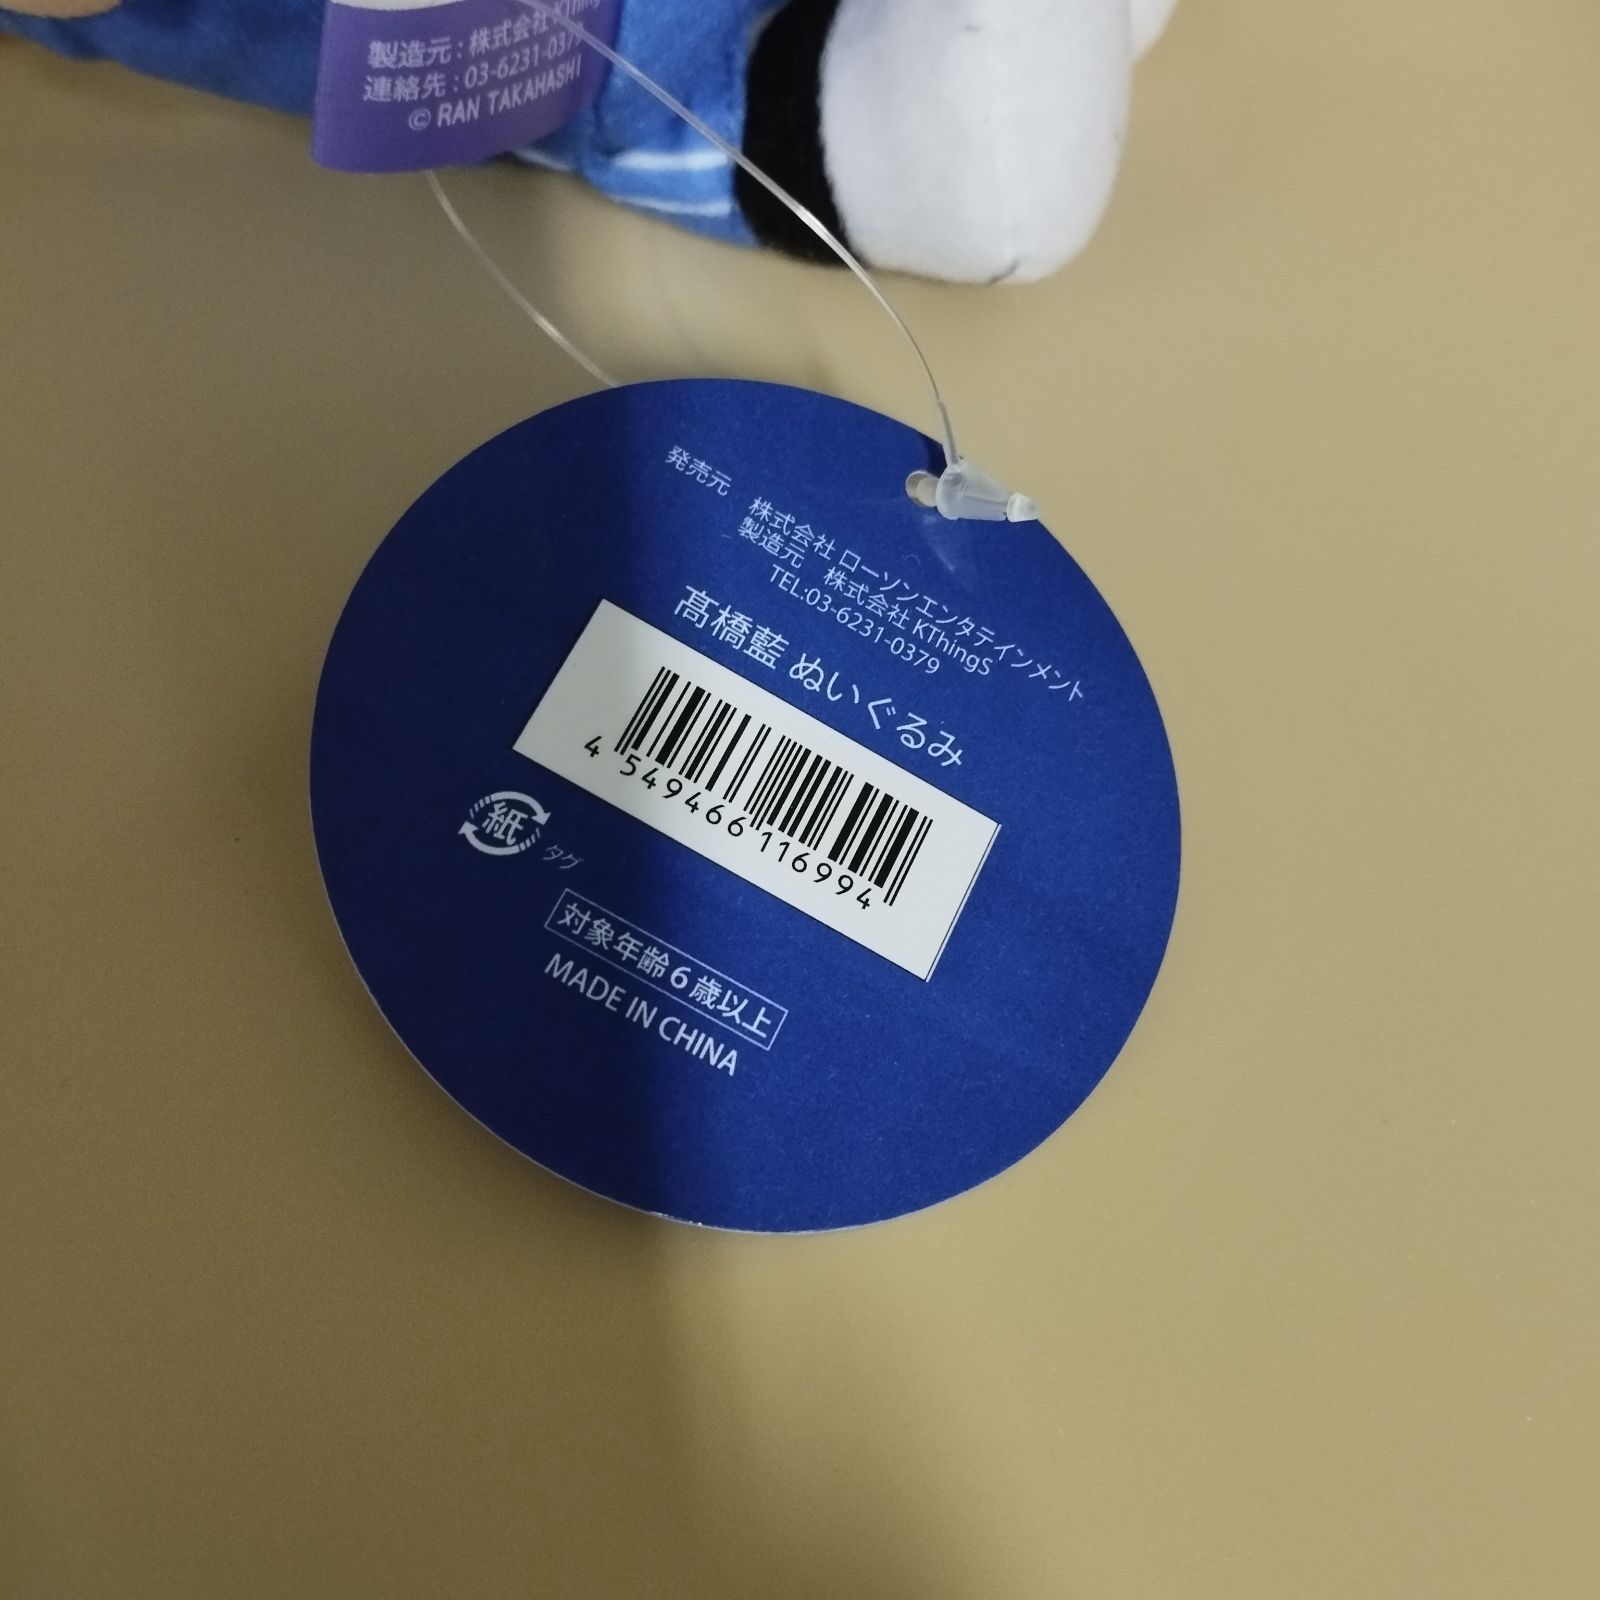 製造元：株式会社 KThing
連絡先：03-6231-0379
© RAN TAKAHASHI
発売元 株式会社 ローソンエンタテインメント
製造元 株式会社 KThingS
TEL:03-6231-0379
髙橋藍 ぬいぐるみ
4 549466 116994
紙 タグ
対象年齢6歳以上
MADE IN CHINA